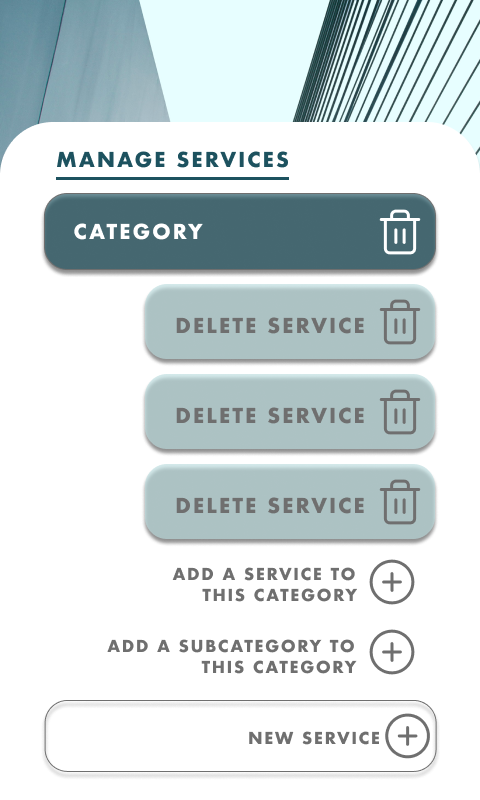 MANAGE SERVICES
CATEGORY
DELETE SERVICE
DELETE SERVICE
DELETE SERVICE
ADD A SERVICE TO
THIS CATEGORY
ADD A SUBCATEGORY TO
THIS CATEGORY
NEW SERVICE